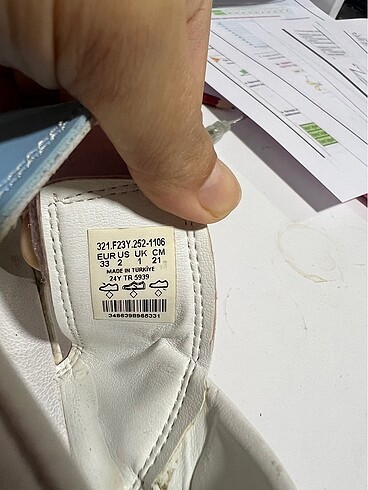 321.F23Y.252-1106
EUR US UK CM
33 2 1 21
MADE IN TÜRKİYE
24Y TR 5939
3486398965331